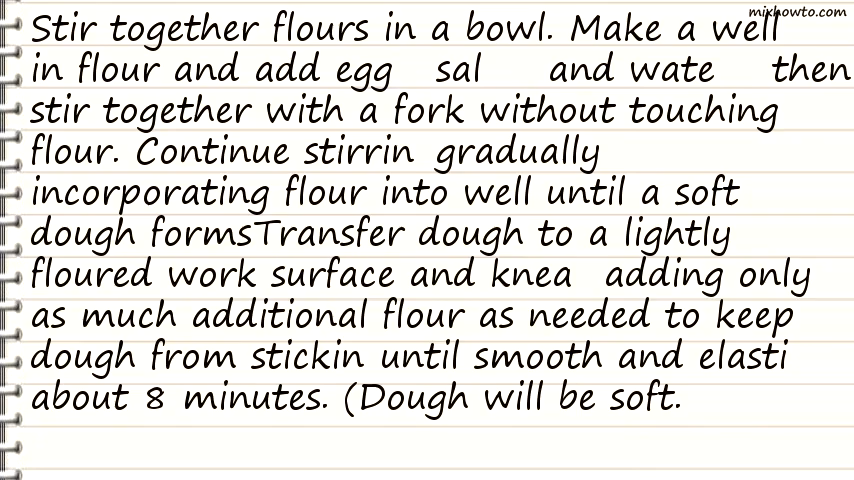 mixhowto.com
Stir together flours in a bowl. Make a well
in flour and add egg sal and wate then
stir together with a fork without touching
flour. Continue stirrin gradually
incorporating flour into well until a soft
dough formsTransfer dough to a lightly
floured work surface and knea adding only
as much additional flour as needed to keep
dough from stickin until smooth and elasti
about 8 minutes. (Dough will be soft.